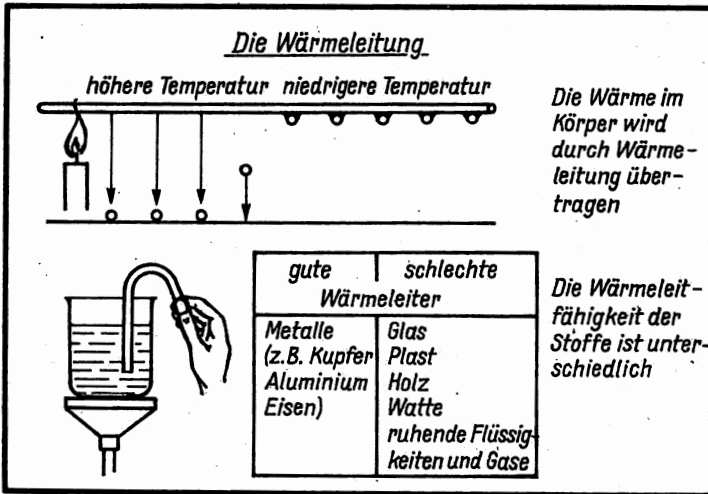 Die Wärmeleitung
höhere Temperatur niedrigere Temperatur
Die Wärme im
Körper wird
durch Wärme-
leitung über-
tragen
gute schlechte
Wärmeleiter
Metalle
(z.B. Kupfer
Aluminium
Eisen)
Glas
Plast
Holz
Watte
ruhende Flüssig-
keiten und Gase
Die Wärmeleit-
fähigkeit der
Stoffe ist unter-
schiedlich